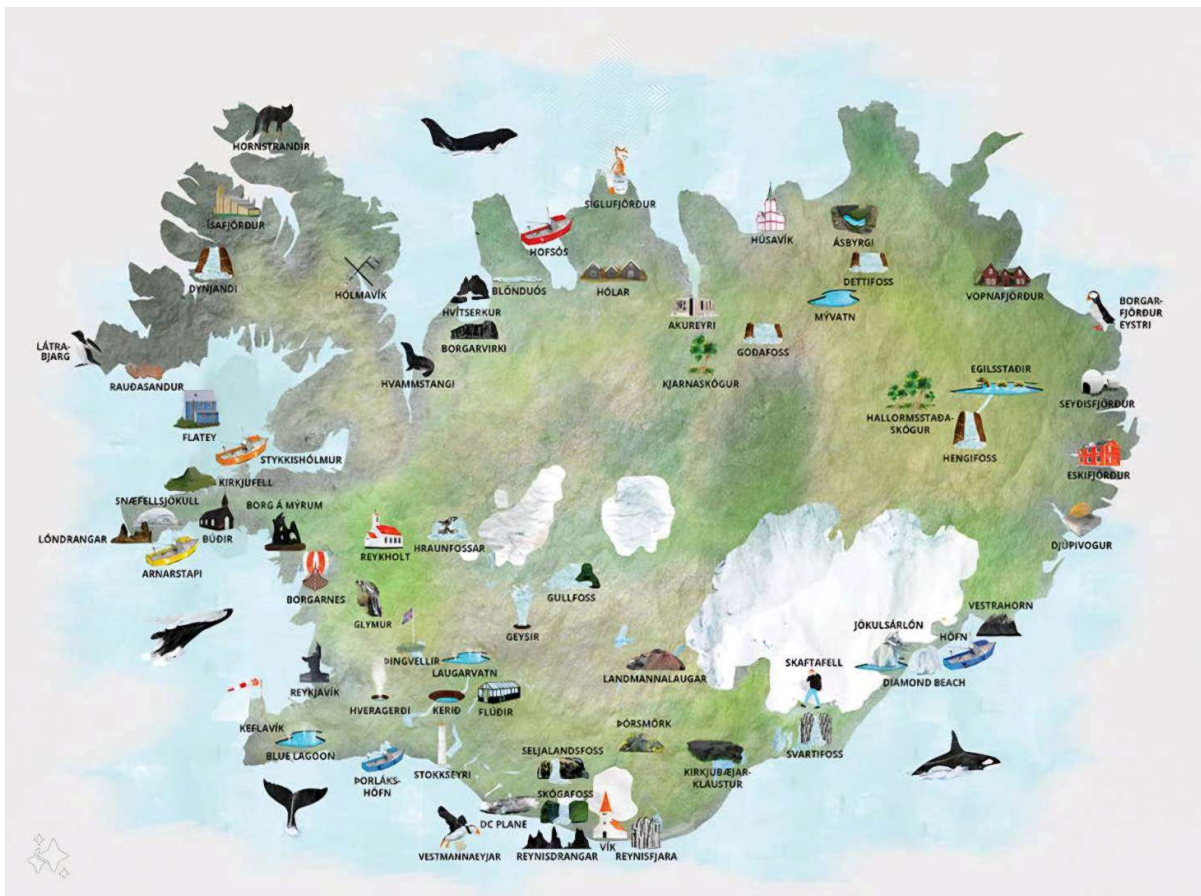 HORNSTRANDIR
ÍSAFJÖRÐUR
DYNJANDI
HÓLMAVÍK
LÁTRA-
BJARG
RAUÐASANDUR
FLATEY
STYKKISHÓLMUR
KIRKJUFELL
SNÆFELLSJÖKULL
LÓNDRANGAR
BÚÐIR
ARNARSTAPI
BORG Á MÝRUM
BORGARNES
REYKHOLT
HRAUNFOSSAR
GLYMUR
SIGLUFJÖRÐUR
HOFSÓS
BLÖNDUÓS
HÓLAR
HVÍTSERKUR
BORGARVIRKI
HVAMMSTANGI
AKUREYRI
KJARNASKÓGUR
HÚSAVÍK
ÁSBYRGI
DETTIFOSS
MÝVATN
GOÐAFOSS
VOPNAFJÖRÐUR
BORGAR-
FJÖRÐUR
EYSTRI
EGILSSTAÐIR
SEYÐISFJÖRÐUR
HALLORMSSTAÐA-
SKÓGUR
HENGIFOSS
ESKIFJÖRÐUR
DJÚPIVOGUR
GULLFOSS
GEYSIR
ÞINGVELLIR
LAUGARVATN
REYKJAVÍK
HVERAGERÐI
KERIÐ
FLÚÐIR
KEFLAVÍK
BLUE LAGOON
ÞORLÁKS-
HÖFN
STOKKSEYRI
LANDMANNALAUGAR
ÞÓRSMÖRK
SELJALANDSFOSS
SKÓGAFOSS
DC PLANE
VESTMANNAEYJAR
REYNISDRANGAR
VÍK
REYNISFJARA
KIRKJUBÆJAR-
KLAUSTUR
SKAFTAFELL
SVARTIFOSS
JÖKULSÁRLÓN
DIAMOND BEACH
HÖFN
VESTRAHORN